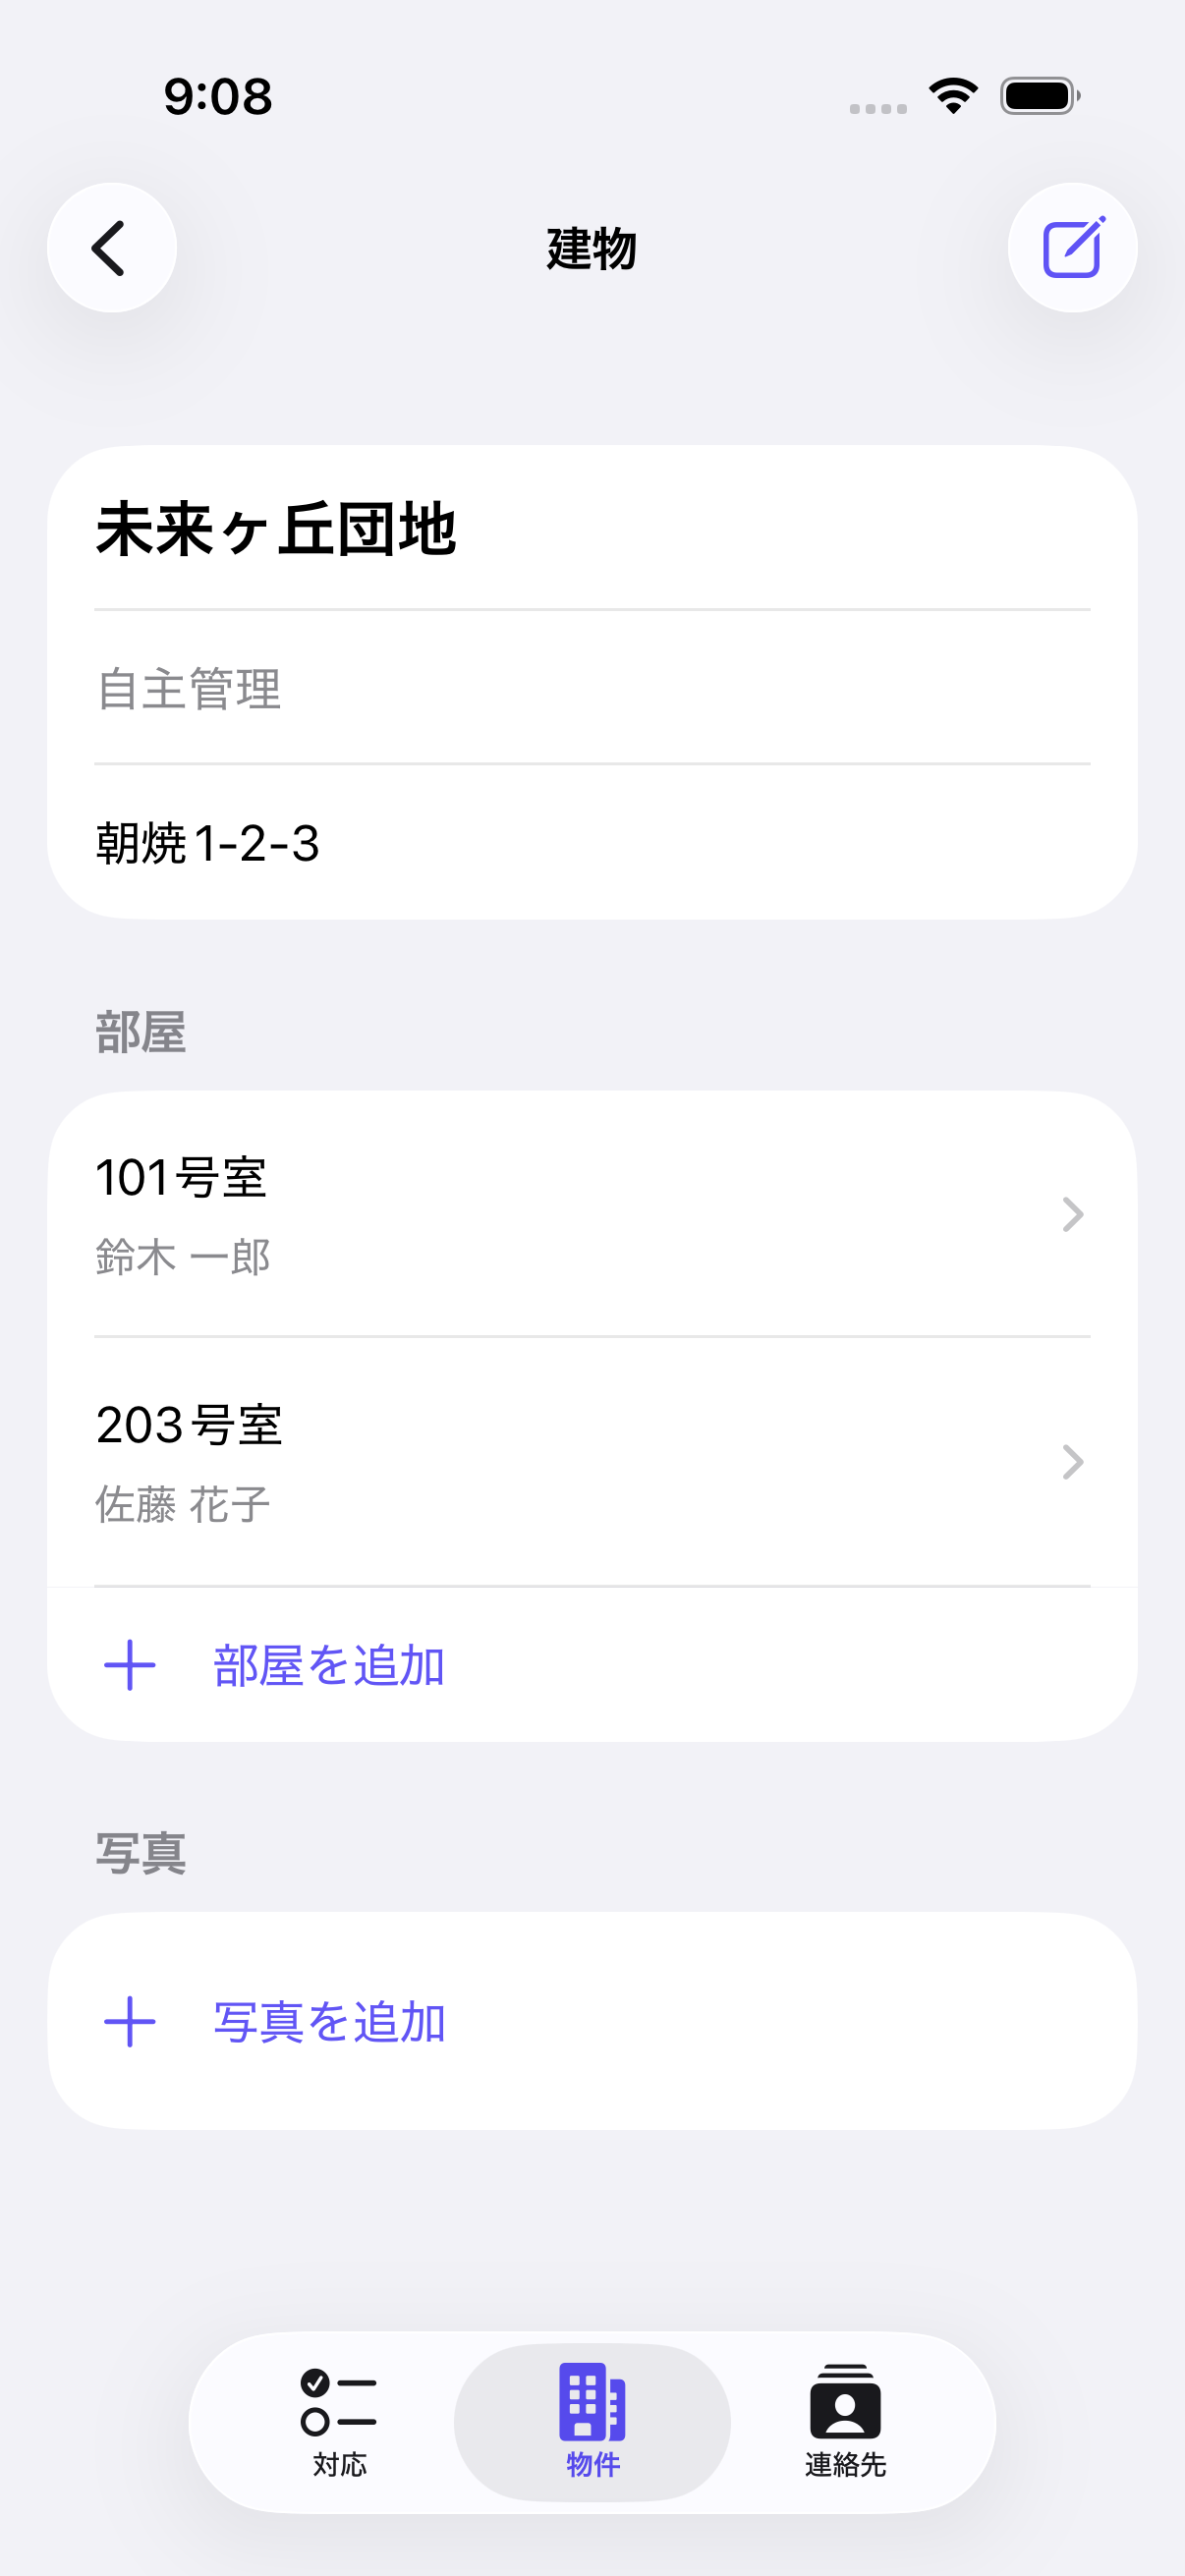 9:08
建物
未来ヶ丘団地
自主管理
朝焼1-2-3
部屋
101号室
鈴木 一郎
203号室
佐藤 花子
部屋を追加
写真
写真を追加
対応
物件
連絡先